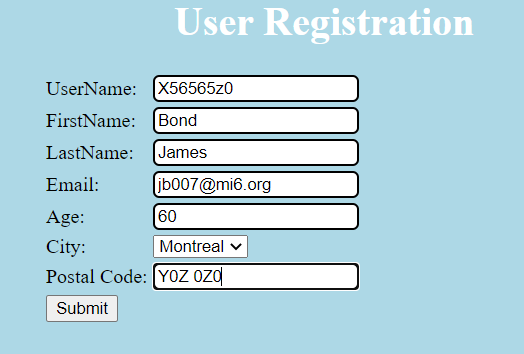 User Registration
UserName: X56565z0
FirstName: Bond
LastName: James
Email: jb007@mi6.org
Age: 60
City: Montreal
Postal Code: Y0Z 0Z0
Submit